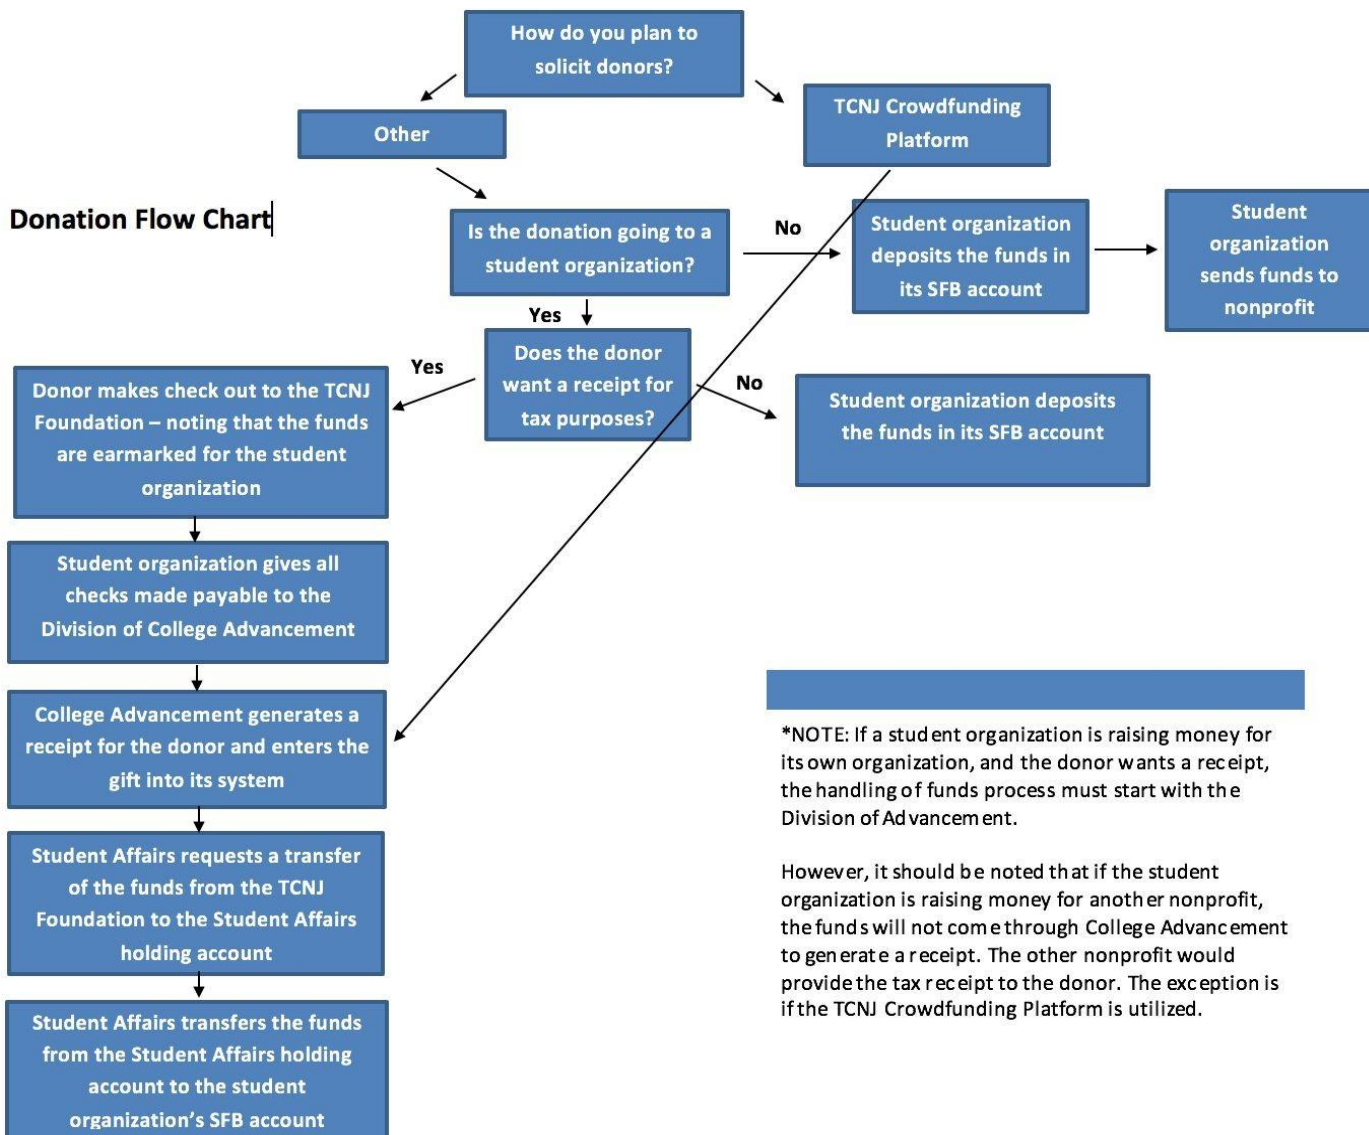 How do you plan to
solicit donors?
Other
TCNJ Crowdfunding
Platform
Donation Flow Chart
Is the donation going to a
student organization?
No
Student organization
deposits the funds in
its SFB account
Student
organization
sends funds to
nonprofit
Yes
Does the donor
want a receipt for
tax purposes?
Yes
No
Student organization deposits
the funds in its SFB account
Donor makes check out to the TCNJ
Foundation – noting that the funds
are earmarked for the student
organization
Student organization gives all
checks made payable to the
Division of College Advancement
College Advancement generates a
receipt for the donor and enters the
gift into its system
Student Affairs requests a transfer
of the funds from the TCNJ
Foundation to the Student Affairs
holding account
Student Affairs transfers the funds
from the Student Affairs holding
account to the student
organization’s SFB account
*NOTE: If a student organization is raising money for
its own organization, and the donor wants a receipt,
the handling of funds process must start with the
Division of Advancement.
However, it should be noted that if the student
organization is raising money for another nonprofit,
the funds will not come through College Advancement
to generate a receipt. The other nonprofit would
provide the tax receipt to the donor. The exception is
if the TCNJ Crowdfunding Platform is utilized.